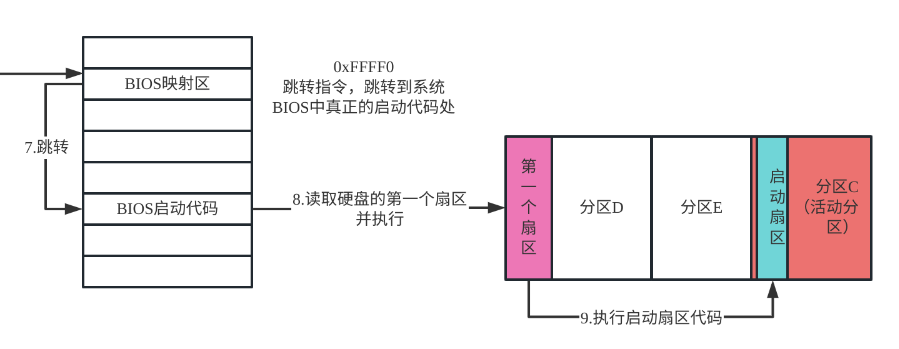 0xFFFF0
跳转指令，跳转到系统
BIOS中真正的启动代码处
BIOS映射区
7.跳转
BIOS启动代码
8.读取硬盘的第一个扇区
并执行
第
一
个
扇
区
分区D
分区E
启
动
扇
区
分区C
（活动分
区）
9.执行启动扇区代码